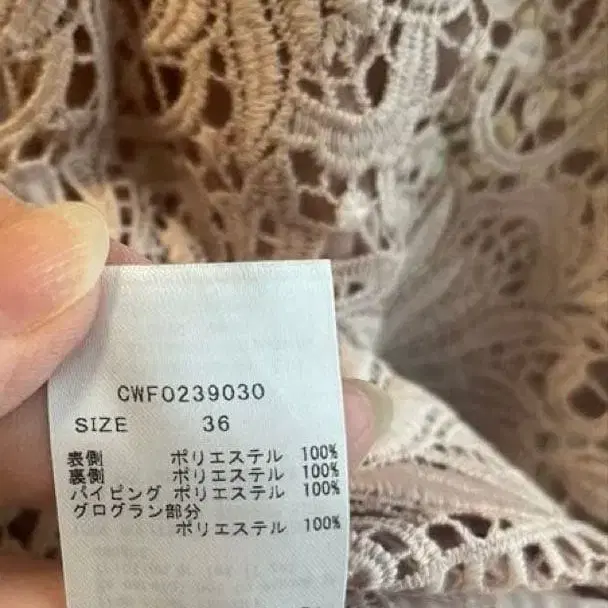 CWF0239030
SIZE 36
表側 ポリエステル 100%
裏側 ポリエステル 100%
パイピング ポリエステル 100%
グログラン部分
ポリエステル 100%